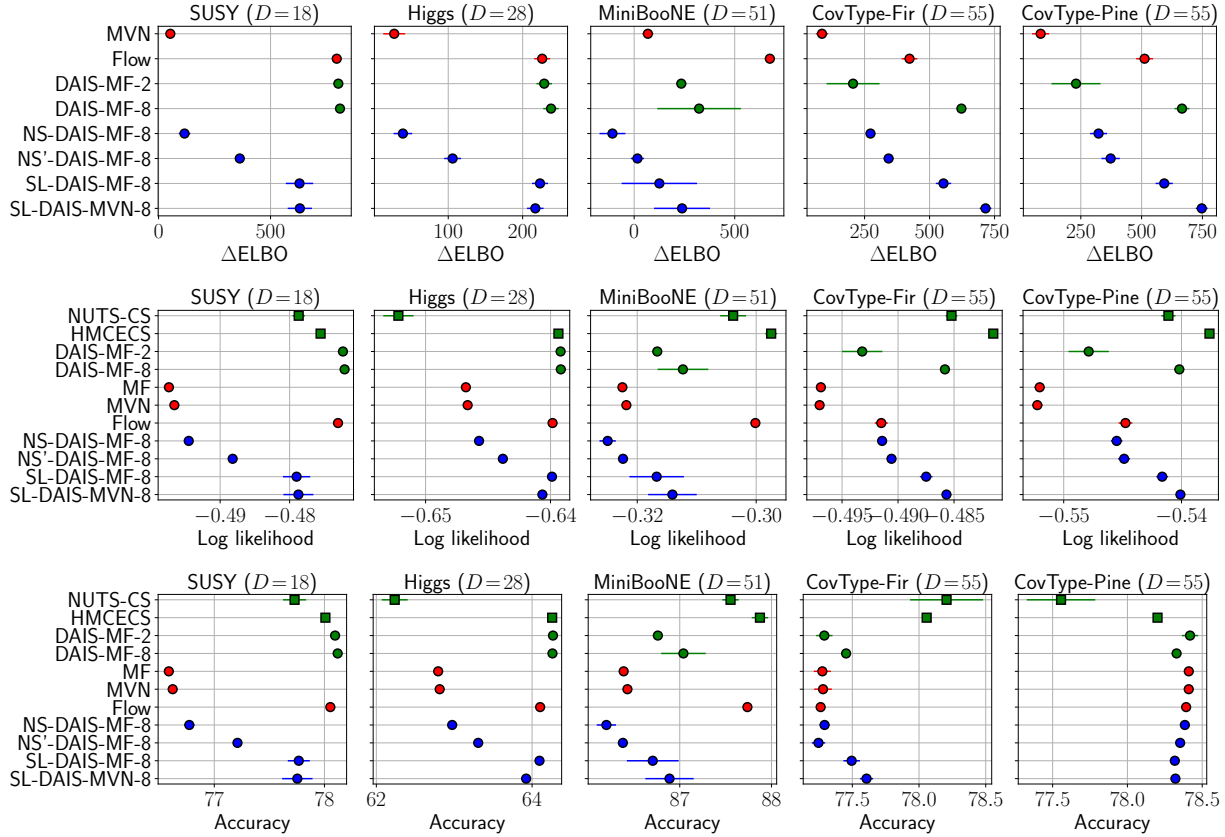 SUSY (D=18) Higgs (D=28) MiniBooNE (D=51) CovType-Fir (D=55) CovType-Pine (D=55)
MVN
Flow
DAIS-MF-2
DAIS-MF-8
NS-DAIS-MF-8
NS'-DAIS-MF-8
SL-DAIS-MF-8
SL-DAIS-MVN-8
0 500 0 100 200 0 500 250 500 750 250 500 750
ΔELBO ΔELBO ΔELBO ΔELBO ΔELBO
SUSY (D=18) Higgs (D=28) MiniBooNE (D=51) CovType-Fir (D=55) CovType-Pine (D=55)
NUTS-CS
HMCECS
DAIS-MF-2
DAIS-MF-8
MF
MVN
Flow
NS-DAIS-MF-8
NS'-DAIS-MF-8
SL-DAIS-MF-8
SL-DAIS-MVN-8
−0.49 −0.48 −0.65 −0.64 −0.32 −0.30 −0.495 −0.490 −0.485 −0.55 −0.54
Log likelihood Log likelihood Log likelihood Log likelihood Log likelihood
SUSY (D=18) Higgs (D=28) MiniBooNE (D=51) CovType-Fir (D=55) CovType-Pine (D=55)
NUTS-CS
HMCECS
DAIS-MF-2
DAIS-MF-8
MF
MVN
Flow
NS-DAIS-MF-8
NS'-DAIS-MF-8
SL-DAIS-MF-8
SL-DAIS-MVN-8
77 78 62 64 87 88 77.5 78.0 78.5 77.5 78.0 78.5
Accuracy Accuracy Accuracy Accuracy Accuracy